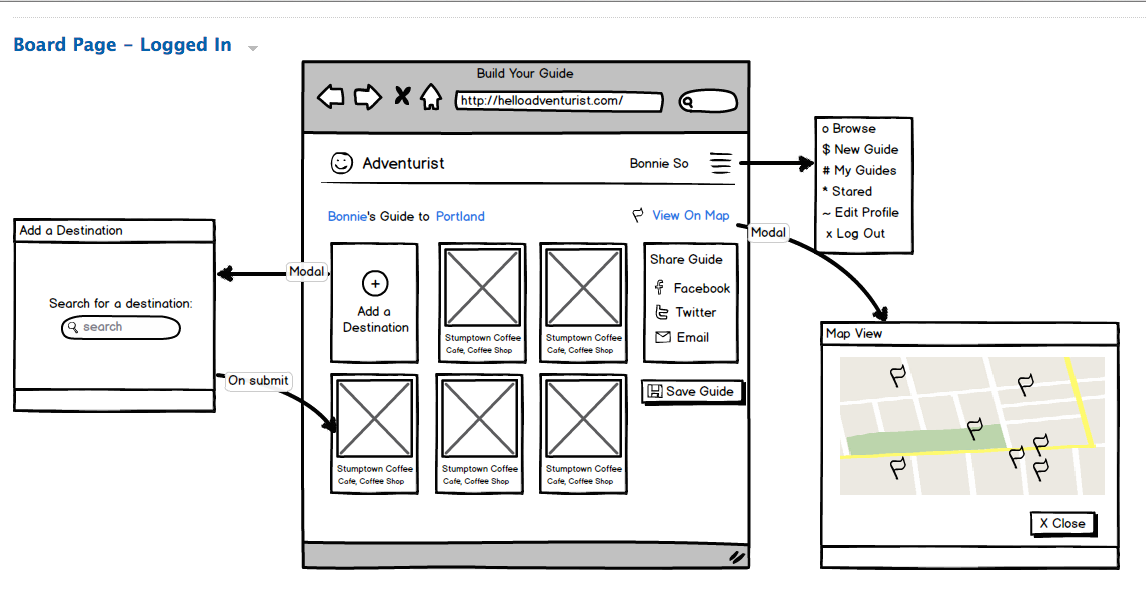 Board Page - Logged In
Build Your Guide
http://helloadventurist.com/
Adventurist
Bonnie So
o Browse
$ New Guide
# My Guides
* Stared
~ Edit Profile
x Log Out
Bonnie's Guide to Portland
View On Map
Modal
Add a Destination
Search for a destination:
search
Modal
On submit
Add a
Destination
Stumptown Coffee
Cafe, Coffee Shop
Stumptown Coffee
Cafe, Coffee Shop
Share Guide
Facebook
Twitter
Email
Save Guide
Stumptown Coffee
Cafe, Coffee Shop
Stumptown Coffee
Cafe, Coffee Shop
Stumptown Coffee
Cafe, Coffee Shop
Map View
X Close